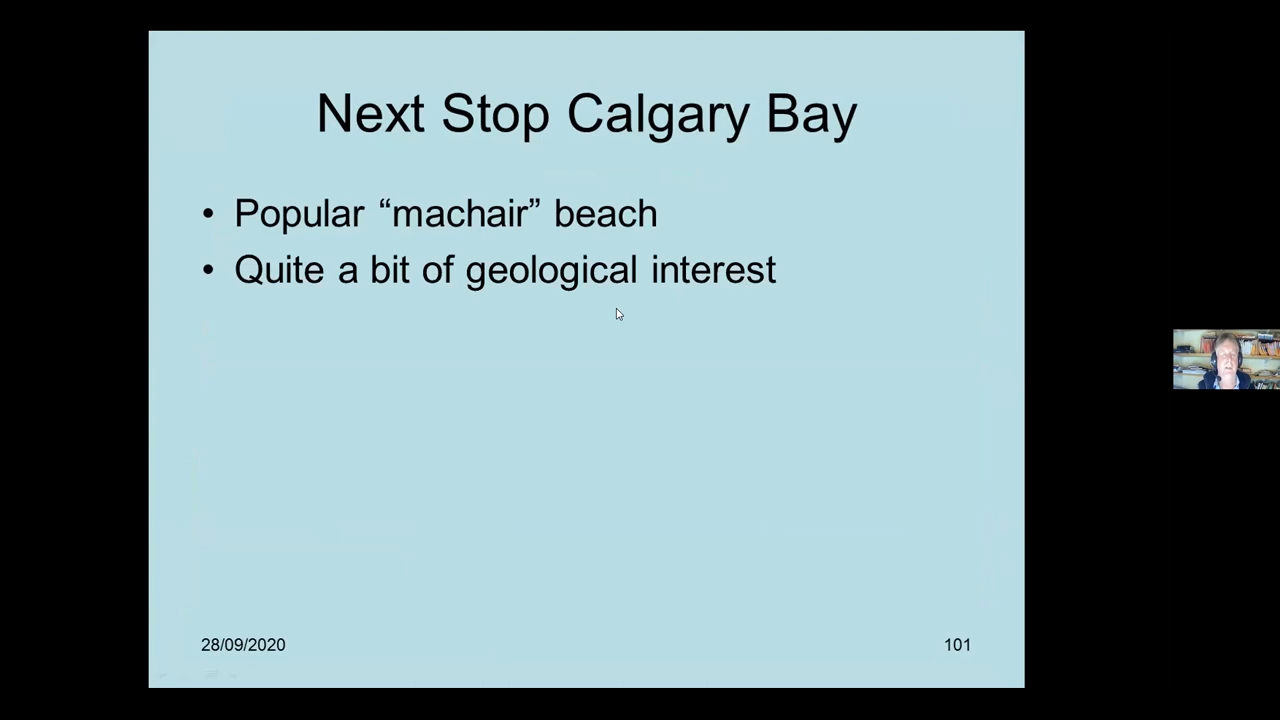 Next Stop Calgary Bay
• Popular “machair” beach
• Quite a bit of geological interest
28/09/2020
101